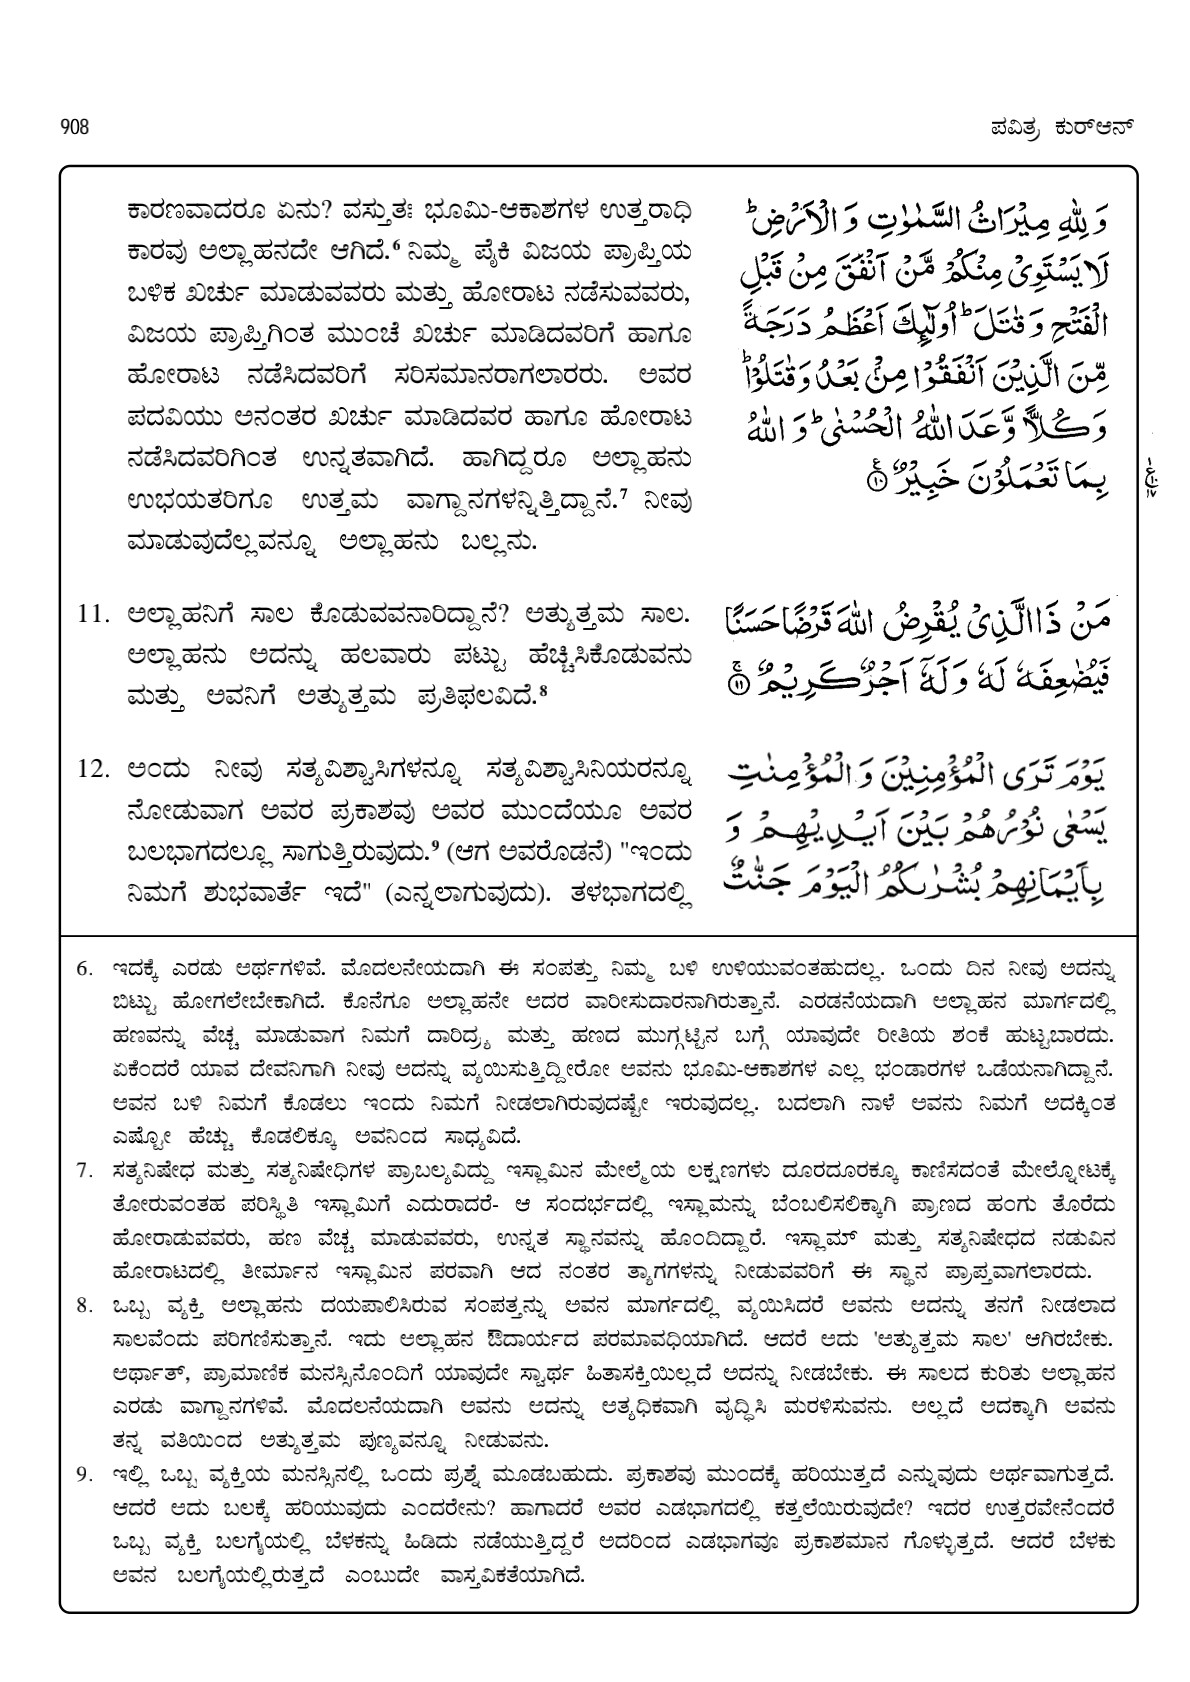 908
ಪವಿತ್ರ ಕುರ್‌ಆನ್
ಕಾರಣವಾದರೂ ಏನು? ವಸ್ತುತಃ ಭೂಮಿ-ಆಕಾಶಗಳ ಉತ್ತರಾಧಿ
ಕಾರವು ಅಲ್ಲಾಹನದೇ ಆಗಿದೆ.⁶ ನಿಮ್ಮ ಪೈಕಿ ವಿಜಯ ಪ್ರಾಪ್ತಿಯ
ಬಳಿಕ ಖರ್ಚು ಮಾಡುವವರು ಮತ್ತು ಹೋರಾಟ ನಡೆಸುವವರು,
ವಿಜಯ ಪ್ರಾಪ್ತಿಗಿಂತ ಮುಂಚೆ ಖರ್ಚು ಮಾಡಿದವರಿಗೆ ಹಾಗೂ
ಹೋರಾಟ ನಡೆಸಿದವರಿಗೆ ಸರಿಸಮಾನರಾಗಲಾರರು. ಅವರ
ಪದವಿಯು ಅನಂತರ ಖರ್ಚು ಮಾಡಿದವರ ಹಾಗೂ ಹೋರಾಟ
ನಡೆಸಿದವರಿಗಿಂತ ಉನ್ನತವಾಗಿದೆ. ಹಾಗಿದ್ದರೂ ಅಲ್ಲಾಹನು
ಉಭಯತರಿಗೂ ಉತ್ತಮ ವಾಗ್ದಾನಗಳನ್ನಿತ್ತಿದ್ದಾನೆ.⁷ ನೀವು
ಮಾಡುವುದೆಲ್ಲವನ್ನೂ ಅಲ್ಲಾಹನು ಬಲ್ಲನು.
وَ لِلّٰهِ مِيْرَاثُ السَّمٰوٰتِ وَ الْاَرْضِ ؕ
لَا يَسْتَوِيْ مِنْكُمْ مَّنْ اَنْفَقَ مِنْ قَبْلِ
الْفَتْحِ وَ قٰتَلَ ؕ اُولٰٓئِكَ اَعْظَمُ دَرَجَةً
مِّنَ الَّذِيْنَ اَنْفَقُوْا مِنْۢ بَعْدُ وَ قٰتَلُوْا ؕ
وَ كُلًّا وَّعَدَ اللّٰهُ الْحُسْنٰى ؕ وَ اللّٰهُ
بِمَا تَعْمَلُوْنَ خَبِيْرٌ ۱۰
11. ಅಲ್ಲಾಹನಿಗೆ ಸಾಲ ಕೊಡುವವನಾರಿದ್ದಾನೆ? ಅತ್ಯುತ್ತಮ ಸಾಲ.
ಅಲ್ಲಾಹನು ಅದನ್ನು ಹಲವಾರು ಪಟ್ಟು ಹೆಚ್ಚಿಸಿಕೊಡುವನು
ಮತ್ತು ಅವನಿಗೆ ಅತ್ಯುತ್ತಮ ಪ್ರತಿಫಲವಿದೆ.⁸
مَنْ ذَا الَّذِيْ يُقْرِضُ اللّٰهَ قَرْضًا حَسَنًا
فَيُضٰعِفَهٗ لَهٗ وَ لَهٗۤ اَجْرٌ كَرِيْمٌ ۱۱
12. ಅಂದು ನೀವು ಸತ್ಯವಿಶ್ವಾಸಿಗಳನ್ನೂ ಸತ್ಯವಿಶ್ವಾಸಿನಿಯರನ್ನೂ
ನೋಡುವಾಗ ಅವರ ಪ್ರಕಾಶವು ಅವರ ಮುಂದೆಯೂ ಅವರ
ಬಲಭಾಗದಲ್ಲೂ ಸಾಗುತ್ತಿರುವುದು.⁹ (ಆಗ ಅವರೊಡನೆ) "ಇಂದು
ನಿಮಗೆ ಶುಭವಾರ್ತೆ ಇದೆ" (ಎನ್ನಲಾಗುವುದು). ತಳಭಾಗದಲ್ಲಿ
يَوْمَ تَرَى الْمُؤْمِنِيْنَ وَ الْمُؤْمِنٰتِ
يَسْعٰى نُوْرُهُمْ بَيْنَ اَيْدِيْهِمْ وَ
بِاَيْمَانِهِمْ بُشْرٰىكُمُ الْيَوْمَ جَنّٰتٌ
6. ಇದಕ್ಕೆ ಎರಡು ಅರ್ಥಗಳಿವೆ. ಮೊದಲನೇಯದಾಗಿ ಈ ಸಂಪತ್ತು ನಿಮ್ಮ ಬಳಿ ಉಳಿಯುವಂತಹುದಲ್ಲ. ಒಂದು ದಿನ ನೀವು ಅದನ್ನು
ಬಿಟ್ಟು ಹೋಗಲೇಬೇಕಾಗಿದೆ. ಕೊನೆಗೂ ಅಲ್ಲಾಹನೇ ಅದರ ವಾರೀಸುದಾರನಾಗಿರುತ್ತಾನೆ. ಎರಡನೆಯದಾಗಿ ಅಲ್ಲಾಹನ ಮಾರ್ಗದಲ್ಲಿ
ಹಣವನ್ನು ವೆಚ್ಚ ಮಾಡುವಾಗ ನಿಮಗೆ ದಾರಿದ್ರ್ಯ ಮತ್ತು ಹಣದ ಮುಗ್ಗಟ್ಟಿನ ಬಗ್ಗೆ ಯಾವುದೇ ರೀತಿಯ ಶಂಕೆ ಹುಟ್ಟಬಾರದು.
ಏಕೆಂದರೆ ಯಾವ ದೇವನಿಗಾಗಿ ನೀವು ಅದನ್ನು ವ್ಯಯಿಸುತ್ತಿದ್ದೀರೋ ಅವನು ಭೂಮಿ-ಆಕಾಶಗಳ ಎಲ್ಲ ಭಂಡಾರಗಳ ಒಡೆಯನಾಗಿದ್ದಾನೆ.
ಅವನ ಬಳಿ ನಿಮಗೆ ಕೊಡಲು ಇಂದು ನಿಮಗೆ ನೀಡಲಾಗಿರುವುದಷ್ಟೇ ಇರುವುದಲ್ಲ. ಬದಲಾಗಿ ನಾಳೆ ಅವನು ನಿಮಗೆ ಅದಕ್ಕಿಂತ
ಎಷ್ಟೋ ಹೆಚ್ಚು ಕೊಡಲಿಕ್ಕೂ ಅವನಿಂದ ಸಾಧ್ಯವಿದೆ.
7. ಸತ್ಯನಿಷೇಧ ಮತ್ತು ಸತ್ಯನಿಷೇಧಿಗಳ ಪ್ರಾಬಲ್ಯವಿದ್ದು ಇಸ್ಲಾಮಿನ ಮೇಲ್ಮೆಯ ಲಕ್ಷಣಗಳು ದೂರದೂರಕ್ಕೂ ಕಾಣಿಸದಂತೆ ಮೇಲ್ನೋಟಕ್ಕೆ
ತೋರುವಂತಹ ಪರಿಸ್ಥಿತಿ ಇಸ್ಲಾಮಿಗೆ ಎದುರಾದರೆ- ಆ ಸಂದರ್ಭದಲ್ಲಿ ಇಸ್ಲಾಮನ್ನು ಬೆಂಬಲಿಸಲಿಕ್ಕಾಗಿ ಪ್ರಾಣದ ಹಂಗು ತೊರೆದು
ಹೋರಾಡುವವರು, ಹಣ ವೆಚ್ಚ ಮಾಡುವವರು, ಉನ್ನತ ಸ್ಥಾನವನ್ನು ಹೊಂದಿದ್ದಾರೆ. ಇಸ್ಲಾಮ್ ಮತ್ತು ಸತ್ಯನಿಷೇಧದ ನಡುವಿನ
ಹೋರಾಟದಲ್ಲಿ ತೀರ್ಮಾನ ಇಸ್ಲಾಮಿನ ಪರವಾಗಿ ಆದ ನಂತರ ತ್ಯಾಗಗಳನ್ನು ನೀಡುವವರಿಗೆ ಈ ಸ್ಥಾನ ಪ್ರಾಪ್ತವಾಗಲಾರದು.
8. ಒಬ್ಬ ವ್ಯಕ್ತಿ ಅಲ್ಲಾಹನು ದಯಪಾಲಿಸಿರುವ ಸಂಪತ್ತನ್ನು ಅವನ ಮಾರ್ಗದಲ್ಲಿ ವ್ಯಯಿಸಿದರೆ ಅವನು ಅದನ್ನು ತನಗೆ ನೀಡಲಾದ
ಸಾಲವೆಂದು ಪರಿಗಣಿಸುತ್ತಾನೆ. ಇದು ಅಲ್ಲಾಹನ ಔದಾರ್ಯದ ಪರಮಾವಧಿಯಾಗಿದೆ. ಆದರೆ ಅದು 'ಅತ್ಯುತ್ತಮ ಸಾಲ' ಆಗಿರಬೇಕು.
ಅರ್ಥಾತ್, ಪ್ರಾಮಾಣಿಕ ಮನಸ್ಸಿನೊಂದಿಗೆ ಯಾವುದೇ ಸ್ವಾರ್ಥ ಹಿತಾಸಕ್ತಿಯಿಲ್ಲದೆ ಅದನ್ನು ನೀಡಬೇಕು. ಈ ಸಾಲದ ಕುರಿತು ಅಲ್ಲಾಹನ
ಎರಡು ವಾಗ್ದಾನಗಳಿವೆ. ಮೊದಲನೆಯದಾಗಿ ಅವನು ಅದನ್ನು ಅತ್ಯಧಿಕವಾಗಿ ವೃದ್ಧಿಸಿ ಮರಳಿಸುವನು. ಅಲ್ಲದೆ ಅದಕ್ಕಾಗಿ ಅವನು
ತನ್ನ ವತಿಯಿಂದ ಅತ್ಯುತ್ತಮ ಪುಣ್ಯವನ್ನೂ ನೀಡುವನು.
9. ಇಲ್ಲಿ ಒಬ್ಬ ವ್ಯಕ್ತಿಯ ಮನಸ್ಸಿನಲ್ಲಿ ಒಂದು ಪ್ರಶ್ನೆ ಮೂಡಬಹುದು. ಪ್ರಕಾಶವು ಮುಂದಕ್ಕೆ ಹರಿಯುತ್ತದೆ ಎನ್ನುವುದು ಅರ್ಥವಾಗುತ್ತದೆ.
ಆದರೆ ಅದು ಬಲಕ್ಕೆ ಹರಿಯುವುದು ಎಂದರೇನು? ಹಾಗಾದರೆ ಅವರ ಎಡಭಾಗದಲ್ಲಿ ಕತ್ತಲೆಯಿರುವುದೇ? ಇದರ ಉತ್ತರವೇನೆಂದರೆ
ಒಬ್ಬ ವ್ಯಕ್ತಿ ಬಲಗೈಯಲ್ಲಿ ಬೆಳಕನ್ನು ಹಿಡಿದು ನಡೆಯುತ್ತಿದ್ದರೆ ಅದರಿಂದ ಎಡಭಾಗವೂ ಪ್ರಕಾಶಮಾನ ಗೊಳ್ಳುತ್ತದೆ. ಆದರೆ ಬೆಳಕು
ಅವನ ಬಲಗೈಯಲ್ಲಿರುತ್ತದೆ ಎಂಬುದೇ ವಾಸ್ತವಿಕತೆಯಾಗಿದೆ.